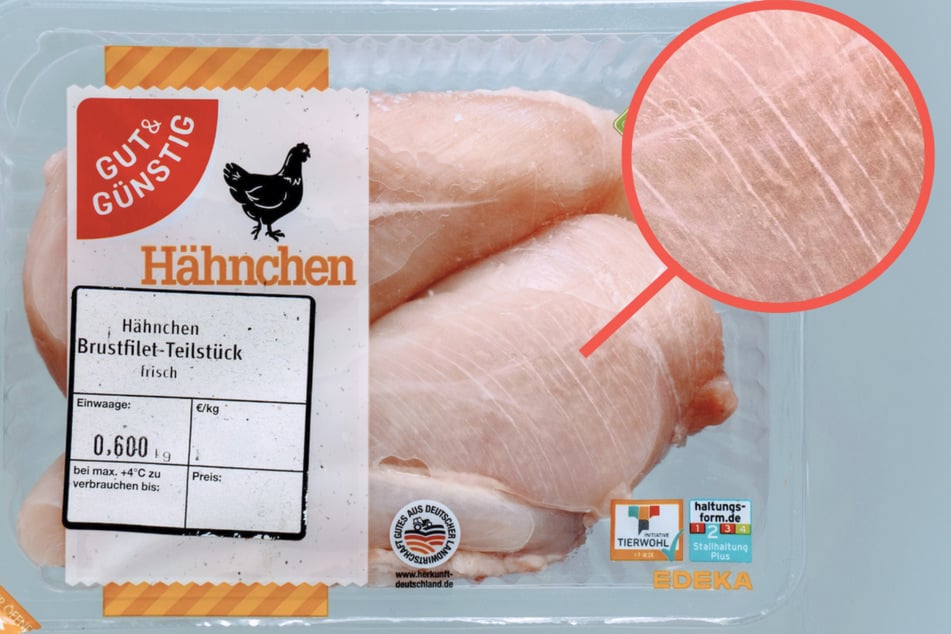 GUT&
GÜNSTIG
Hähnchen
Hähnchen
Brustfilet-Teilstück
frisch
Einwaage:
€/kg
0,600 kg
bei max. +4°C zu
verbrauchen bis:
Preis:
GUTES AUS DEUTSCHER LANDWIRTSCHAFT
www.herkunft-
deutschland.de
INITIATIVE
TIERWOHL
haltungs-
form.de
1 2 3 4
Stallhaltung
Plus
EDEKA